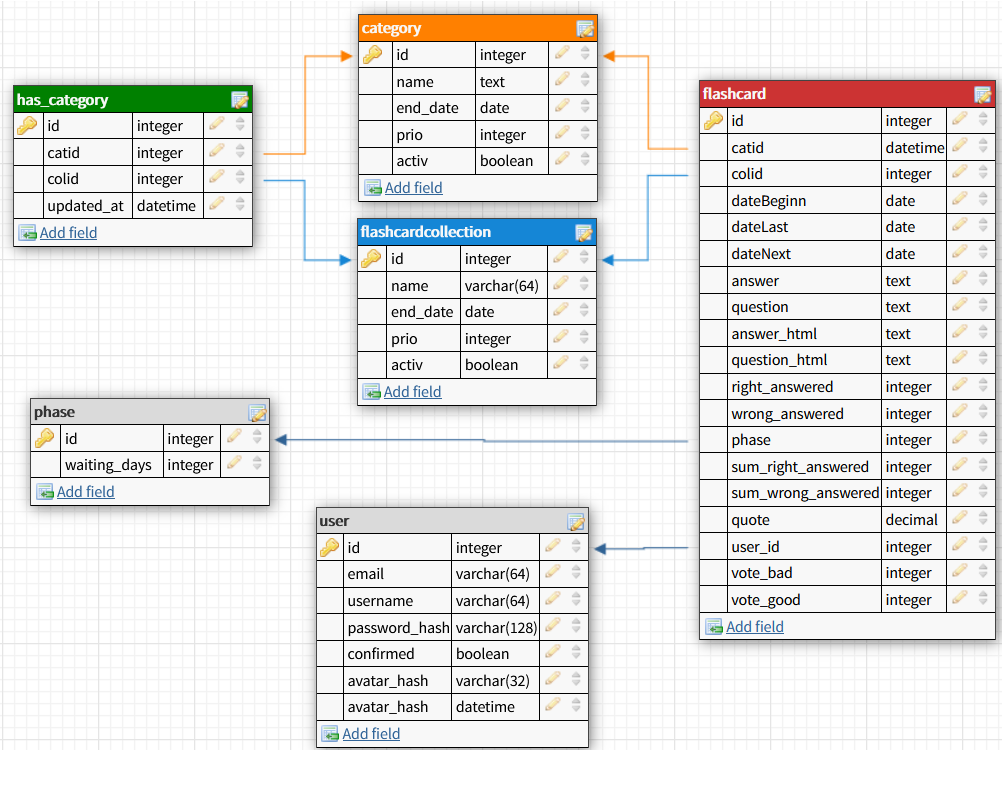 category
id integer
name text
end_date date
prio integer
activ boolean
Add field
has_category
id integer
catid integer
colid integer
updated_at datetime
Add field
flashcard
id integer
catid datetime
colid integer
dateBeginn date
dateLast date
dateNext date
answer text
question text
answer_html text
question_html text
right_answered integer
wrong_answered integer
phase integer
sum_right_answered integer
sum_wrong_answered integer
quote decimal
user_id integer
vote_bad integer
vote_good integer
Add field
flashcardcollection
id integer
name varchar(64)
end_date date
prio integer
activ boolean
Add field
phase
id integer
waiting_days integer
Add field
user
id integer
email varchar(64)
username varchar(64)
password_hash varchar(128)
confirmed boolean
avatar_hash varchar(32)
avatar_hash datetime
Add field